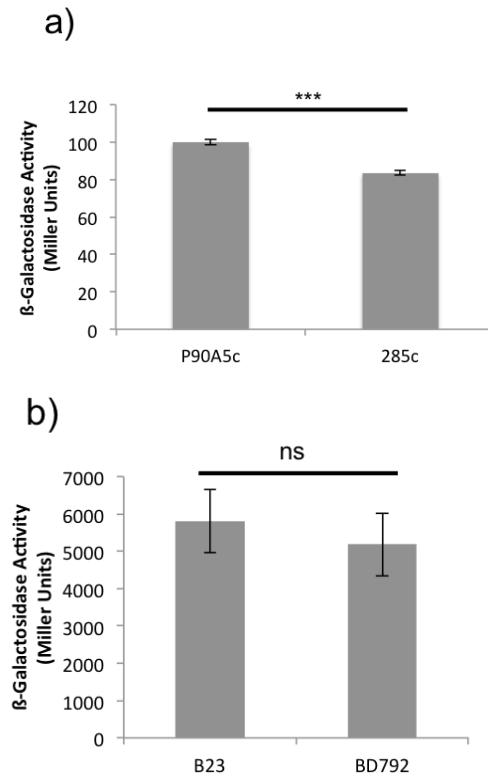 a)
***
120
100
80
60
40
20
0
ß-Galactosidase Activity
(Miller Units)
P90A5c 285c
b)
ns
7000
6000
5000
4000
3000
2000
1000
0
ß-Galactosidase Activity
(Miller Units)
B23 BD792